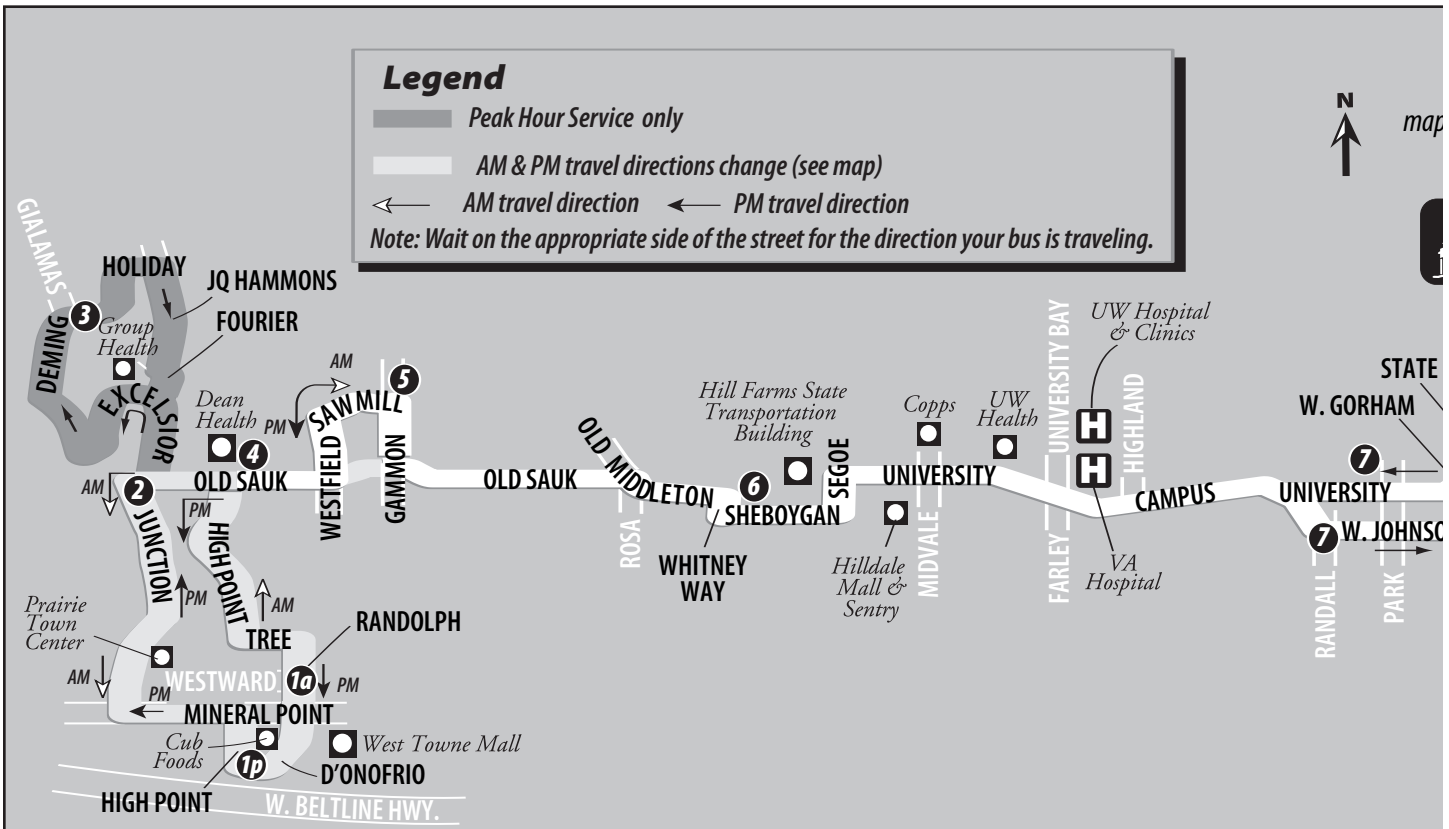 Legend
Peak Hour Service only
AM & PM travel directions change (see map)
AM travel direction
PM travel direction
Note: Wait on the appropriate side of the street for the direction your bus is traveling.
N
map
GIALAMAS
HOLIDAY
JQ HAMMONS
FOURIER
3
Group
Health
DEMING
EXCELSIOR
Dean
Health
4
AM
PM
SAWMILL
5
WESTFIELD
GAMMON
OLD SAUK
OLD SAUK
AM
2
JUNCTION
PM
HIGH POINT
PM
AM
TREE
RANDOLPH
Prairie
Town
Center
WESTWARD
1a
PM
AM
PM
MINERAL POINT
Cub
Foods
1p
West Towne Mall
D'ONOFRIO
HIGH POINT
W. BELTLINE HWY.
OLD MIDDLETON
ROSA
WHITNEY
WAY
6
SHEBOYGAN
Hill Farms State
Transportation
Building
SEGOE
Copps
UNIVERSITY
MIDVALE
Hilldale
Mall &
Sentry
UW
Health
UNIVERSITY BAY
FARLEY
UW Hospital
& Clinics
H
H
HIGHLAND
VA
Hospital
CAMPUS
STATE
W. GORHAM
7
UNIVERSITY
7
W. JOHNSO
RANDALL
PARK